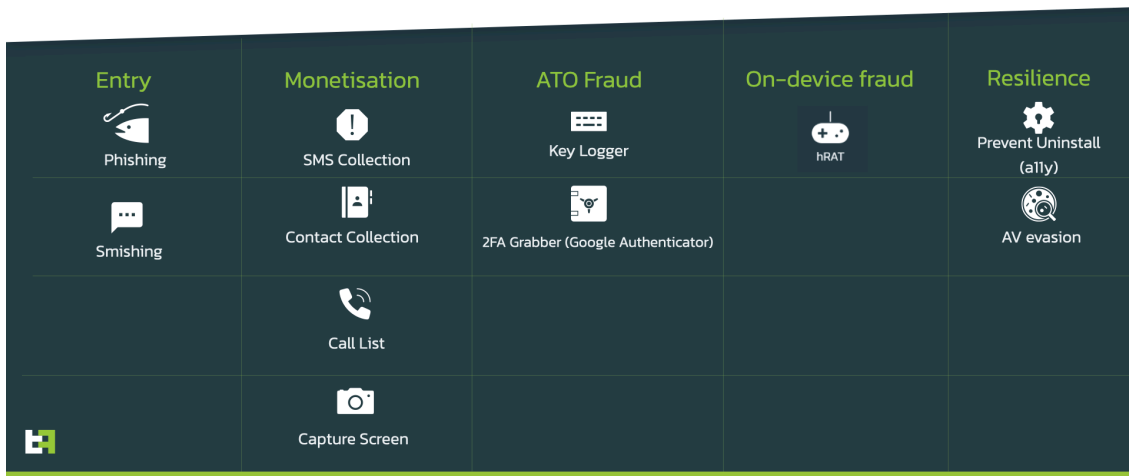 Entry
Monetisation
ATO Fraud
On-device fraud
Resilience
Phishing
SMS Collection
Key Logger
hRAT
Prevent Uninstall
(a11y)
Smishing
Contact Collection
2FA Grabber (Google Authenticator)
AV evasion
Call List
Capture Screen